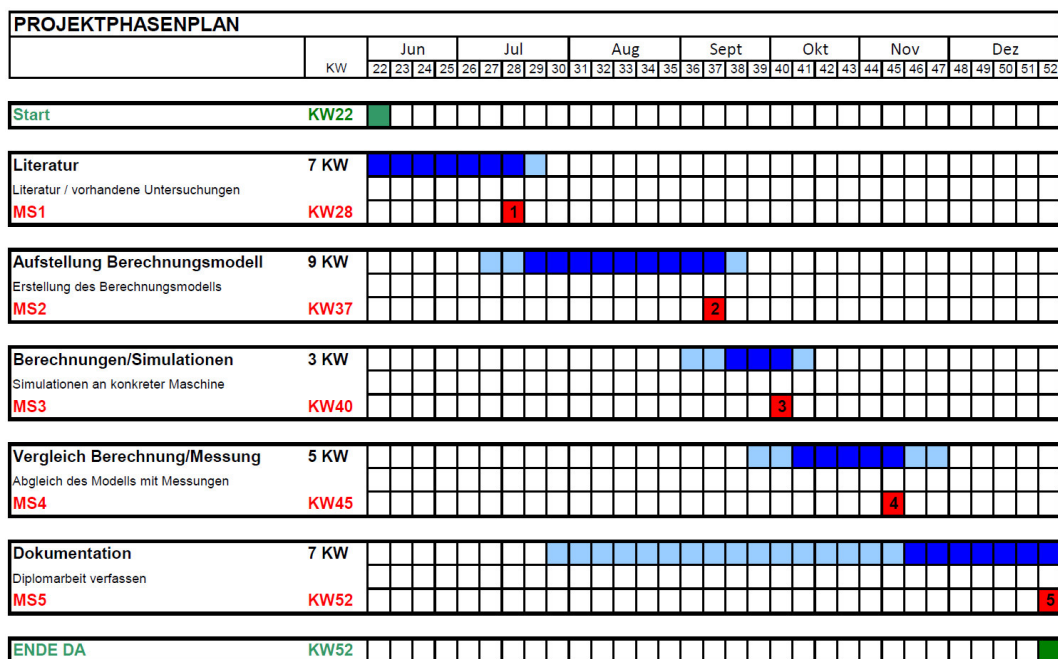 PROJEKTPHASENPLAN
Jun Jul Aug Sept Okt Nov Dez
KW 22 23 24 25 26 27 28 29 30 31 32 33 34 35 36 37 38 39 40 41 42 43 44 45 46 47 48 49 50 51 52
Start KW22
Literatur 7 KW
Literatur / vorhandene Untersuchungen
MS1 KW28 1
Aufstellung Berechnungsmodell 9 KW
Erstellung des Berechnungsmodells
MS2 KW37 2
Berechnungen/Simulationen 3 KW
Simulationen an konkreter Maschine
MS3 KW40 3
Vergleich Berechnung/Messung 5 KW
Abgleich des Modells mit Messungen
MS4 KW45 4
Dokumentation 7 KW
Diplomarbeit verfassen
MS5 KW52 5
ENDE DA KW52